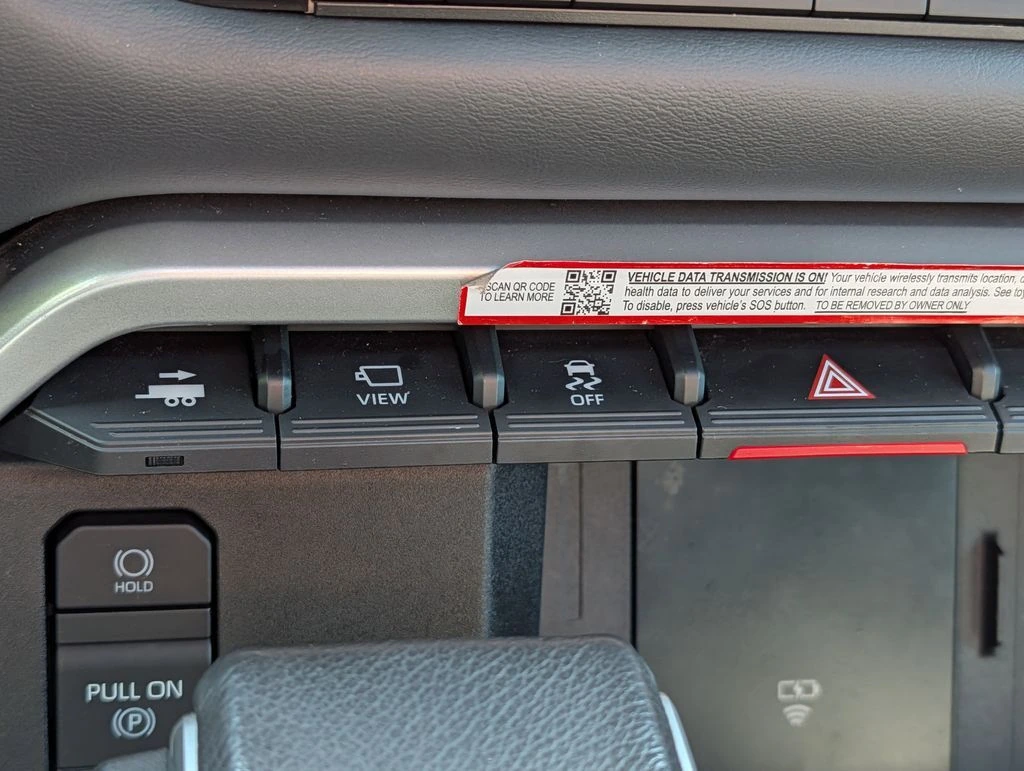 SCAN QR CODE
TO LEARN MORE
VEHICLE DATA TRANSMISSION IS ON! Your vehicle wirelessly transmits location,
health data to deliver your services and for internal research and data analysis. See
To disable, press vehicle's SOS button. TO BE REMOVED BY OWNER ONLY
VIEW
OFF
HOLD
PULL ON
P